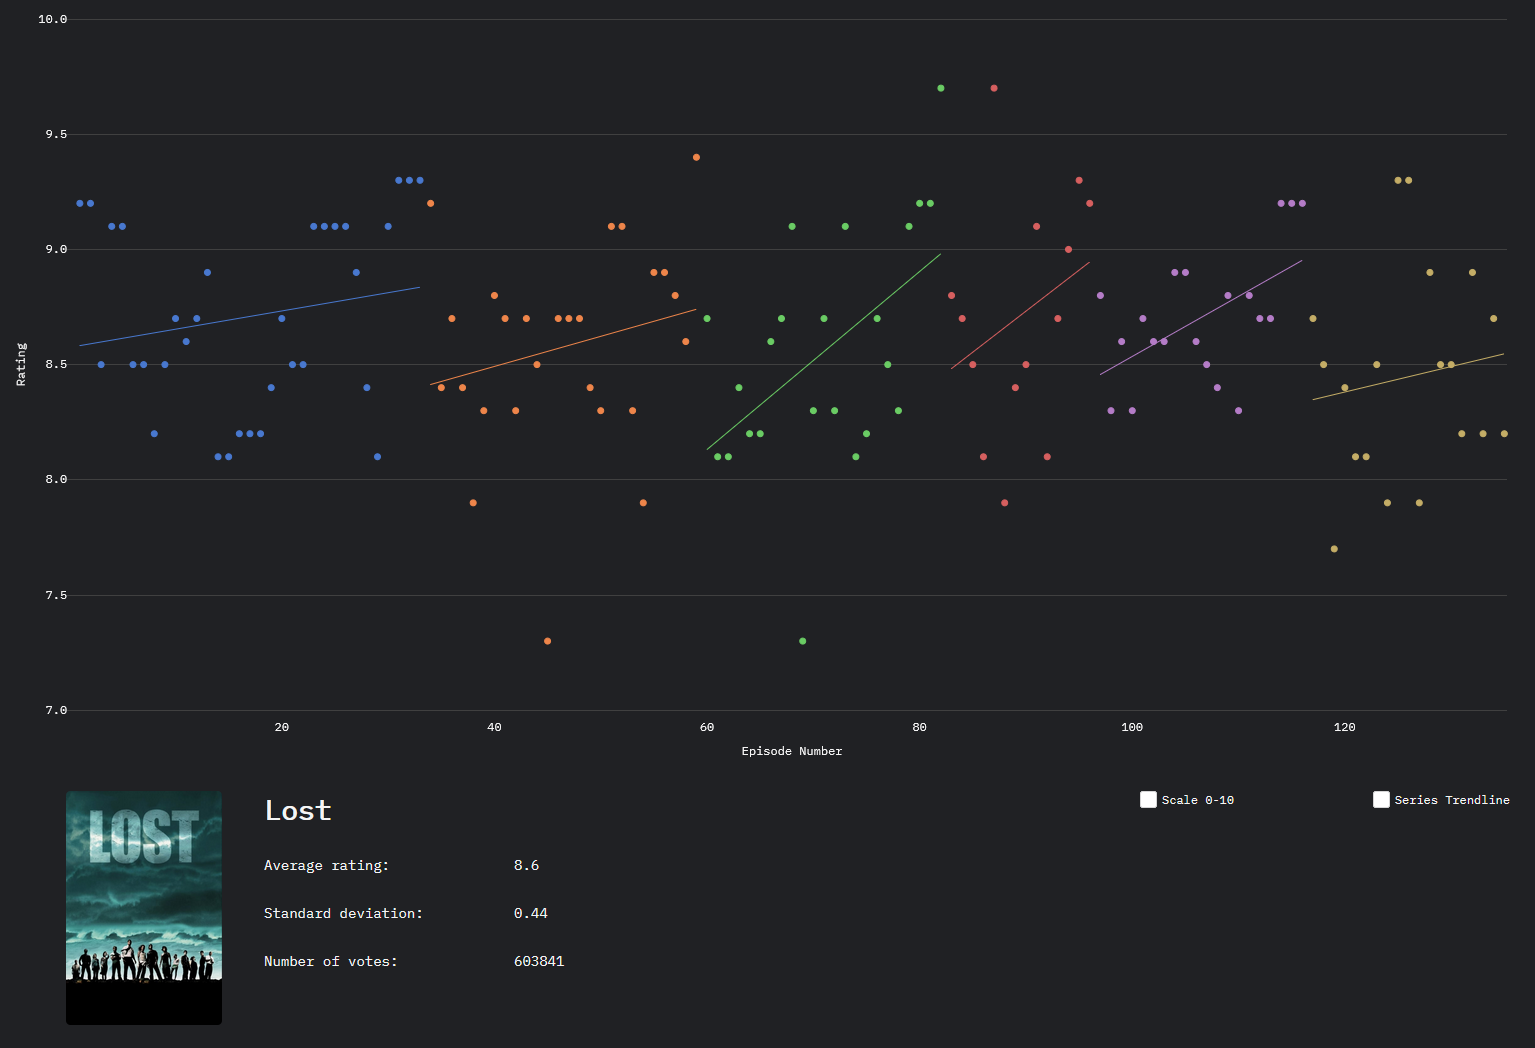 10.0
9.5
9.0
8.5
8.0
7.5
7.0
Rating
20 40 60 80 100 120
Episode Number
LOST
Lost
Scale 0-10
Series Trendline
Average rating: 8.6
Standard deviation: 0.44
Number of votes: 603841